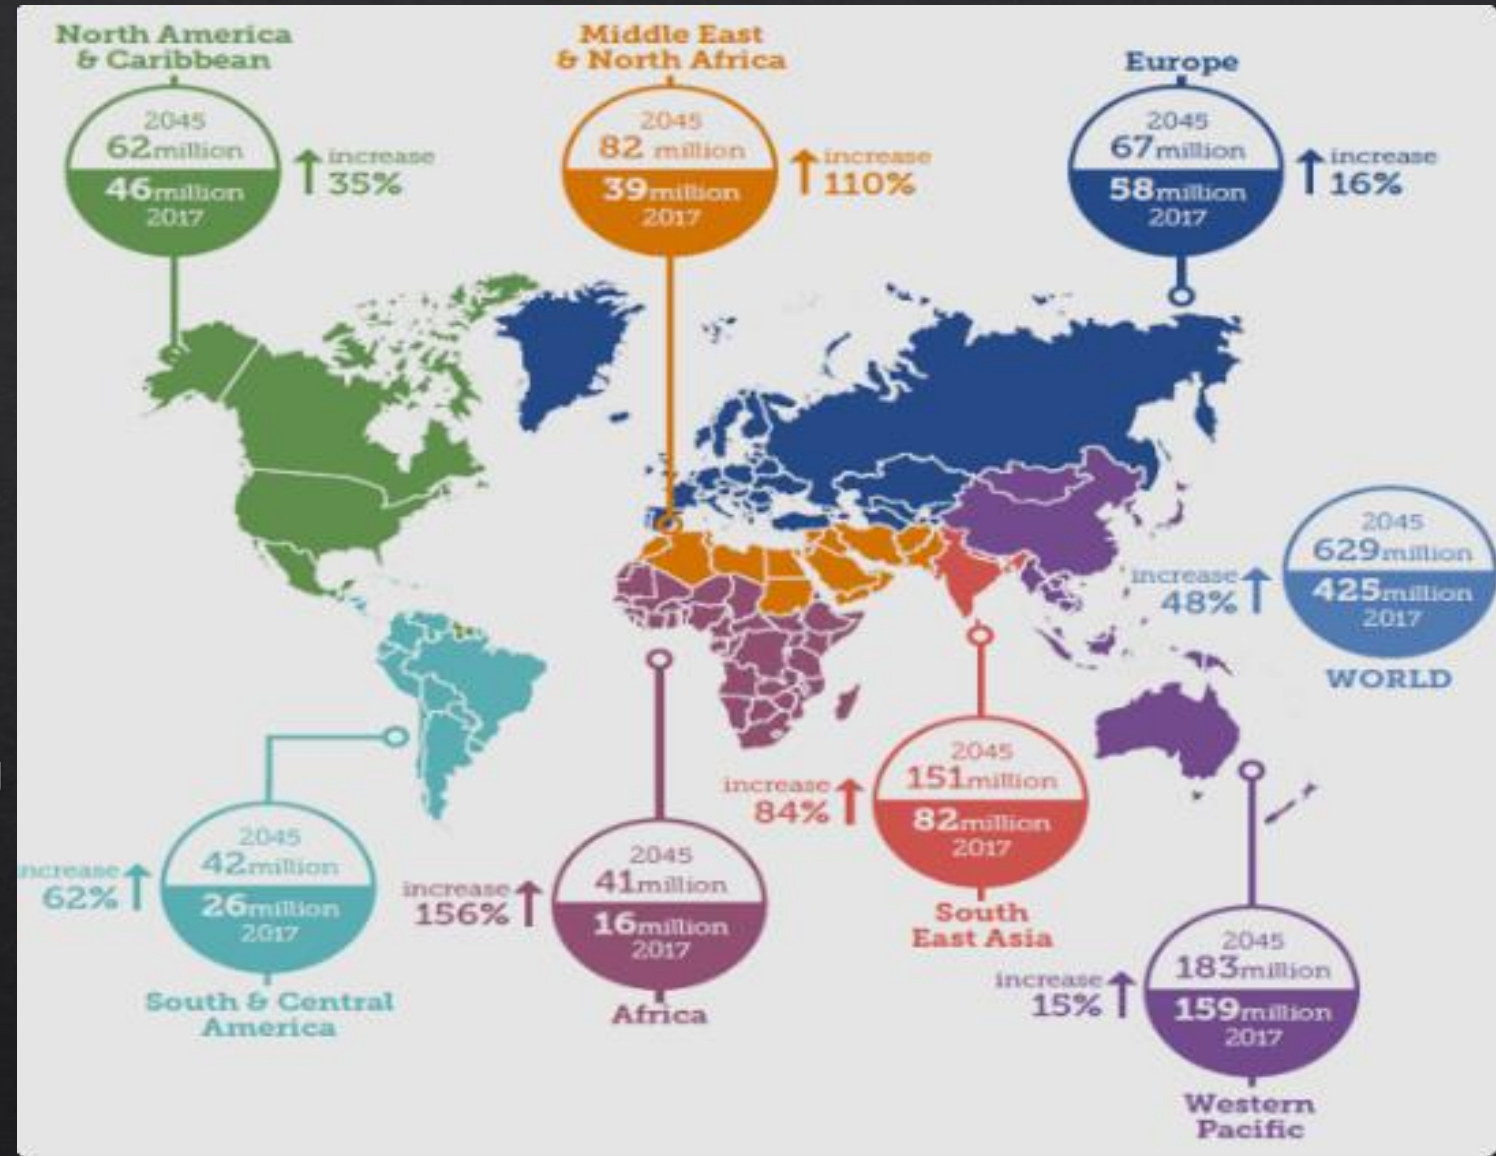 North America
& Caribbean
2045
62million
46million
2017
increase
35%
Middle East
& North Africa
2045
82 million
39million
2017
increase
110%
Europe
2045
67million
58million
2017
increase
16%
2045
629million
425million
2017
WORLD
increase
48%
2045
151million
82million
2017
South
East Asia
increase
84%
2045
42million
26million
2017
South & Central
America
increase
62%
2045
41million
16million
2017
Africa
increase
156%
2045
183million
159million
2017
Western
Pacific
increase
15%